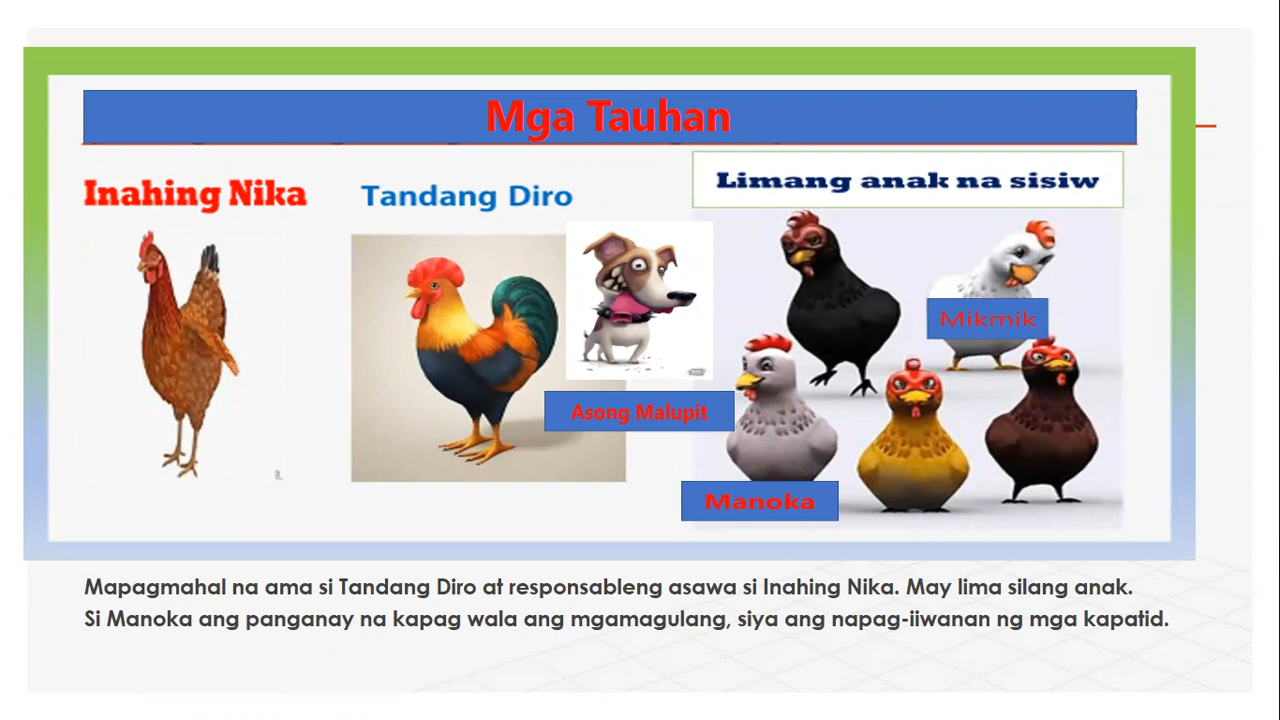 Mga Tauhan
Inahing Nika
Tandang Diro
Limang anak na sisiw
Mikmik
Asong Malupit
Manoka
Mapagmahal na ama si Tandang Diro at responsableng asawa si Inahing Nika. May lima silang anak.
Si Manoka ang panganay na kapag wala ang mgamagulang, siya ang napag-iiwanan ng mga kapatid.